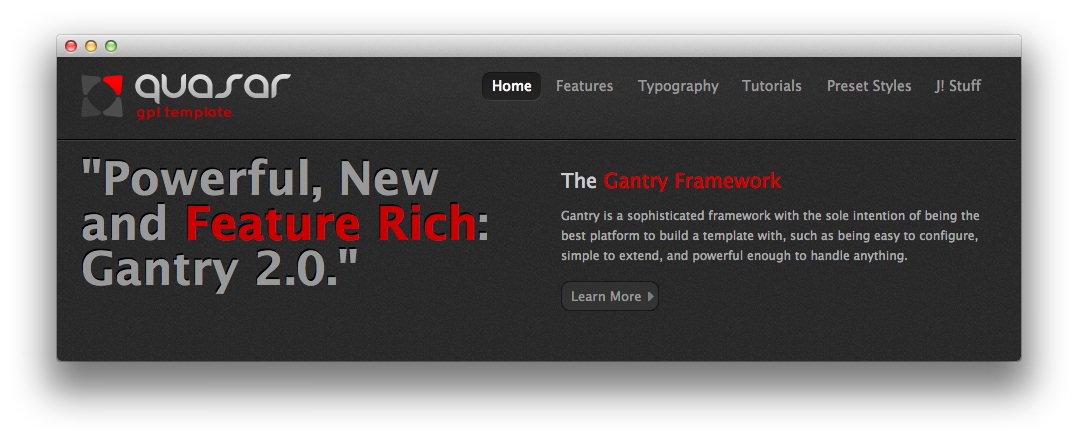 quasar
gpl template
Home Features Typography Tutorials Preset Styles J! Stuff
"Powerful, New
and Feature Rich:
Gantry 2.0."
The Gantry Framework
Gantry is a sophisticated framework with the sole intention of being the
best platform to build a template with, such as being easy to configure,
simple to extend, and powerful enough to handle anything.
Learn More